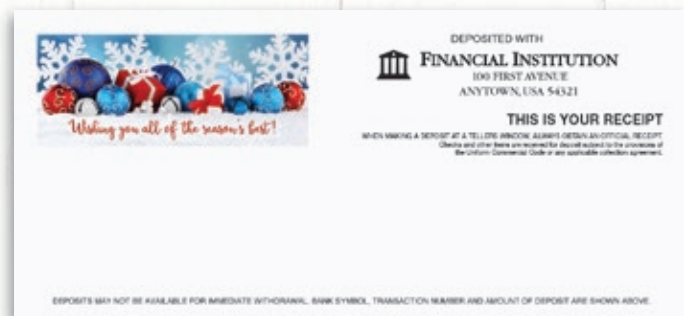 Wishing you all of the season's best!
DEPOSITED WITH
FINANCIAL INSTITUTION
100 FIRST AVENUE
ANYTOWN, USA 54321
THIS IS YOUR RECEIPT
WHEN MAKING A DEPOSIT AT A TELLERS WINDOW, ALWAYS OBTAIN AN OFFICIAL RECEIPT
Checks and other items are received for deposit subject to the provisions of
the Uniform Commercial Code or any applicable collection agreement.
DEPOSITS MAY NOT BE AVAILABLE FOR IMMEDIATE WITHDRAWAL. BANK SYMBOL, TRANSACTION NUMBER AND AMOUNT OF DEPOSIT ARE SHOWN ABOVE.